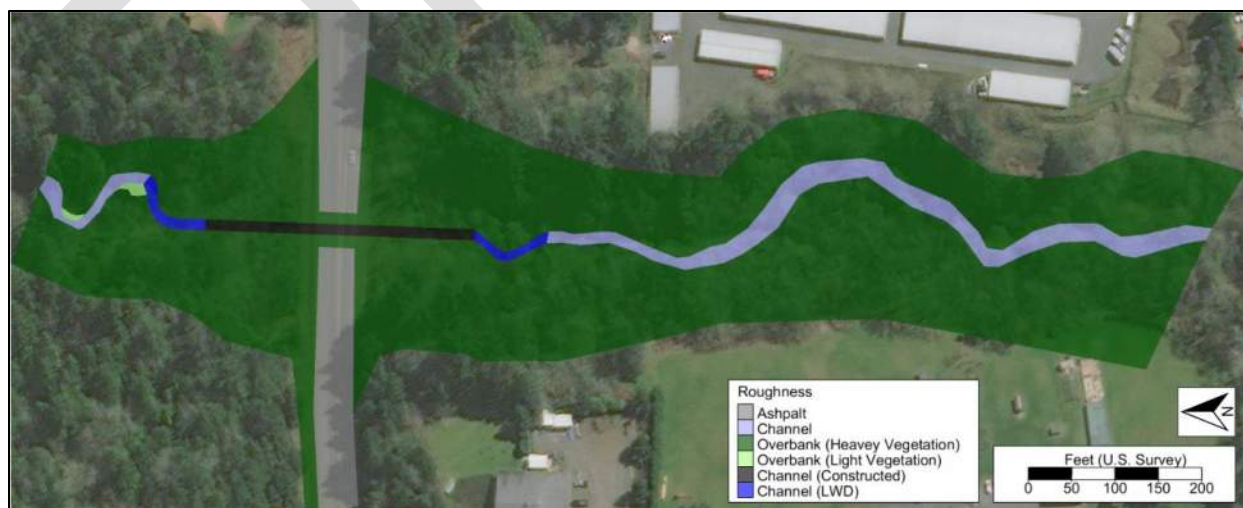 Roughness
Ashpalt
Channel
Overbank (Heavey Vegetation)
Overbank (Light Vegetation)
Channel (Constructed)
Channel (LWD)
N
Feet (U.S. Survey)
0 50 100 150 200